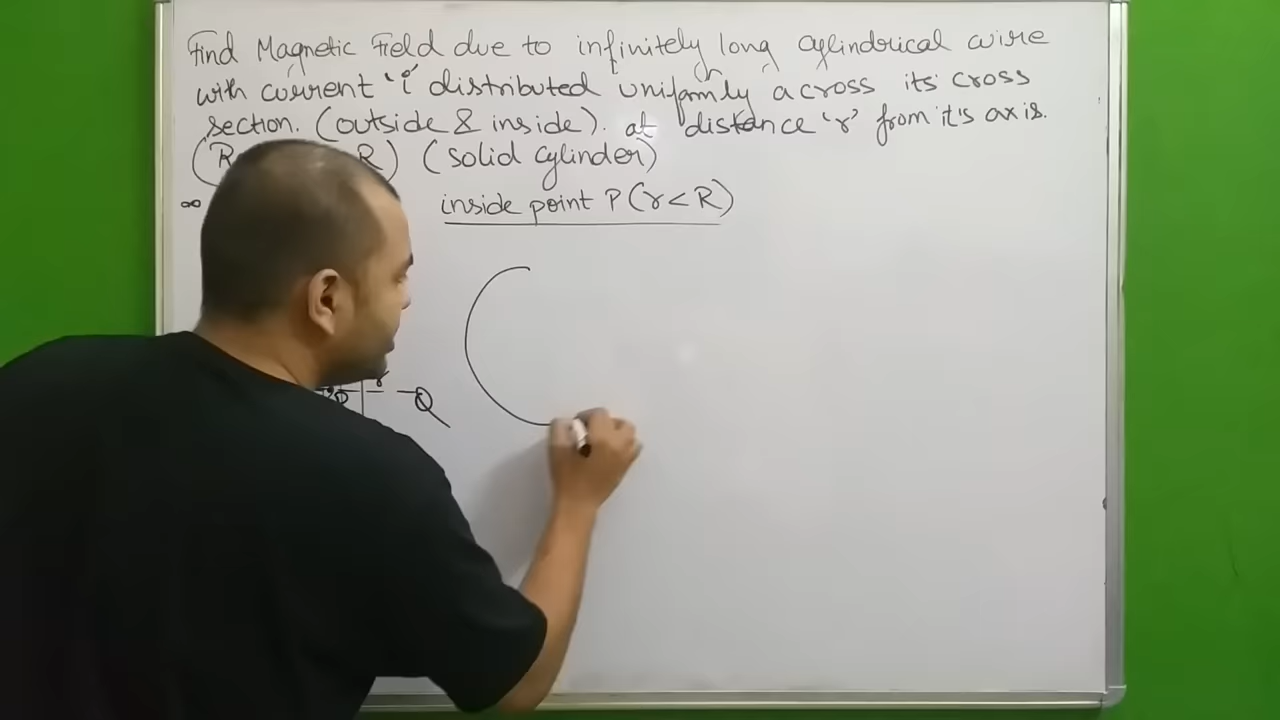 Find Magnetic Field due to infinitely long cylindrical wire
with current 'i' distributed uniformly across its cross
section. (outside & inside). at distance 'r' from it's axis.
(R R) (solid cylinder)
∞ inside point P(r<R)
r
P Q